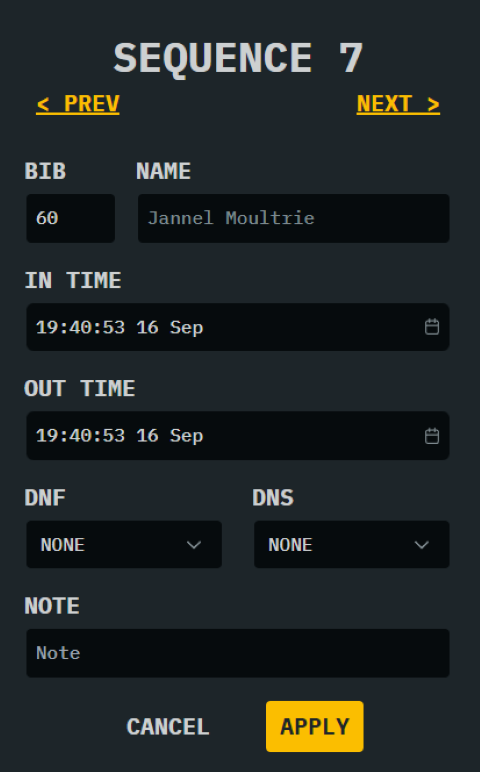 SEQUENCE 7
< PREV NEXT >
BIB NAME
60 Jannel Moultrie
IN TIME
19:40:53 16 Sep
OUT TIME
19:40:53 16 Sep
DNF DNS
NONE NONE
NOTE
Note
CANCEL APPLY